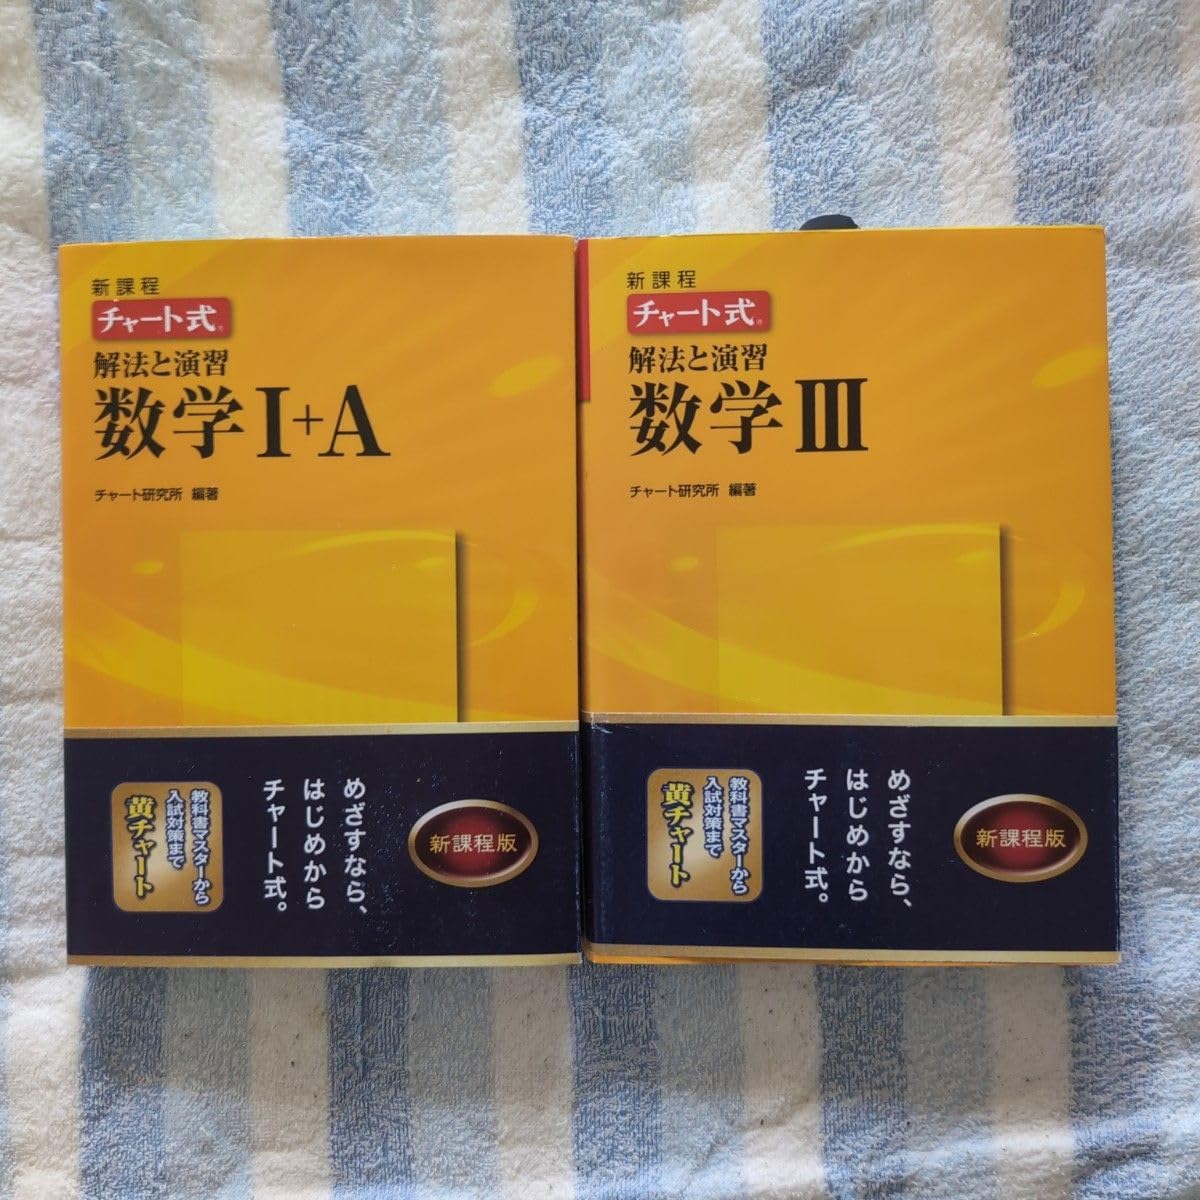 新課程
チャート式®
解法と演習
数学I+A
チャート研究所 編著
教科書マスターから
入試対策まで
黄チャート
めざすなら、
はじめから
チャート式。
新課程版
新課程
チャート式®
解法と演習
数学III
チャート研究所 編著
教科書マスターから
入試対策まで
黄チャート
めざすなら、
はじめから
チャート式。
新課程版